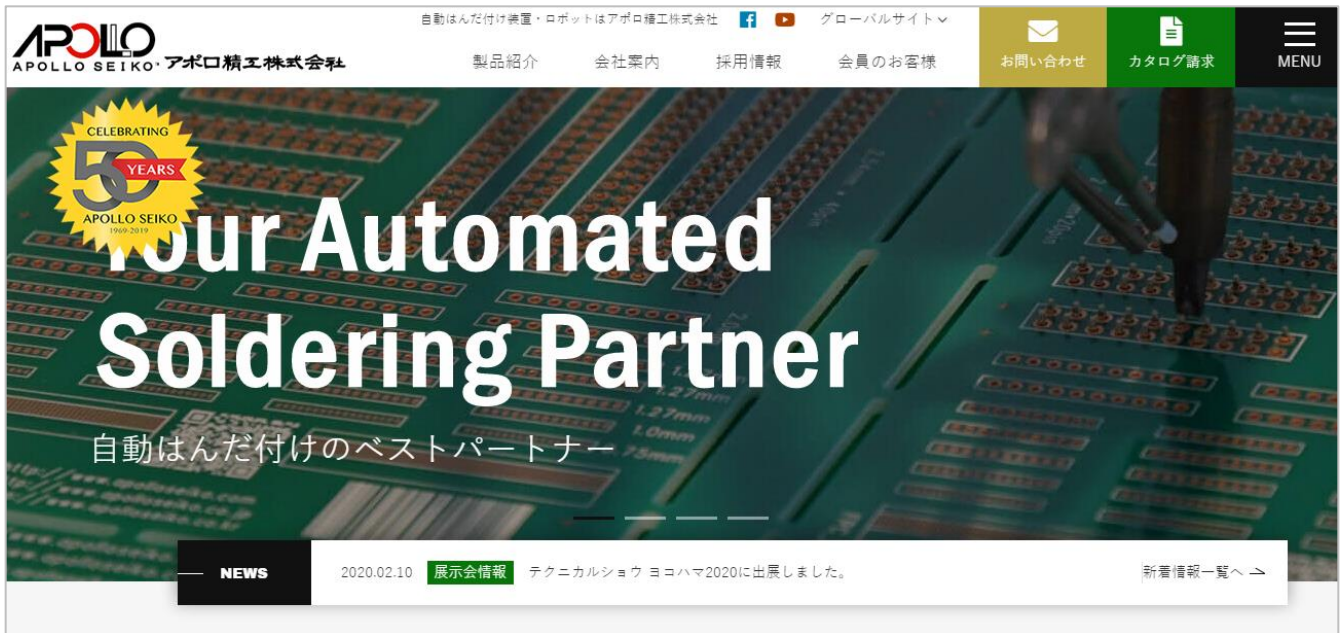 APOLLO
APOLLO SEIKO アポロ精工株式会社
自動はんだ付け装置・ロボットはアポロ精工株式会社
グローバルサイト
製品紹介
会社案内
採用情報
会員のお客様
お問い合わせ
カタログ請求
MENU
CELEBRATING
50
YEARS
APOLLO SEIKO
1969-2019
Your Automated
Soldering Partner
自動はんだ付けのベストパートナー
1.27mm
1.27mm
1.0mm
NEWS
2020.02.10 展示会情報 テクニカルショウ ヨコハマ2020に出展しました。
新着情報一覧へ